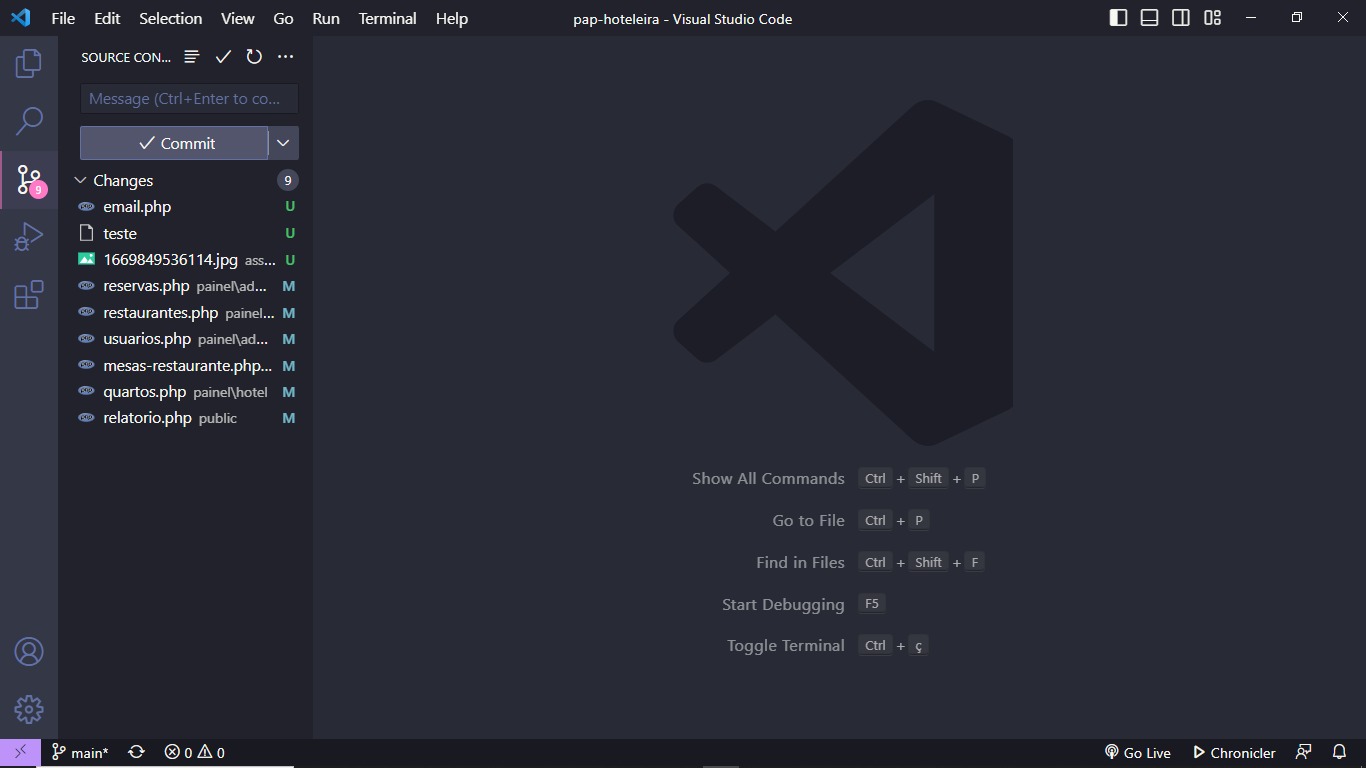 File Edit Selection View Go Run Terminal Help pap-hoteleira - Visual Studio Code
SOURCE CON...
Message (Ctrl+Enter to co...
Commit
Changes 9
9
email.php U
teste U
1669849536114.jpg ass... U
reservas.php painel\ad... M
restaurantes.php painel... M
usuarios.php painel\ad... M
mesas-restaurante.php... M
quartos.php painel\hotel M
relatorio.php public M
Show All Commands Ctrl + Shift + P
Go to File Ctrl + P
Find in Files Ctrl + Shift + F
Start Debugging F5
Toggle Terminal Ctrl + ç
main* 0 0 Go Live Chronicler